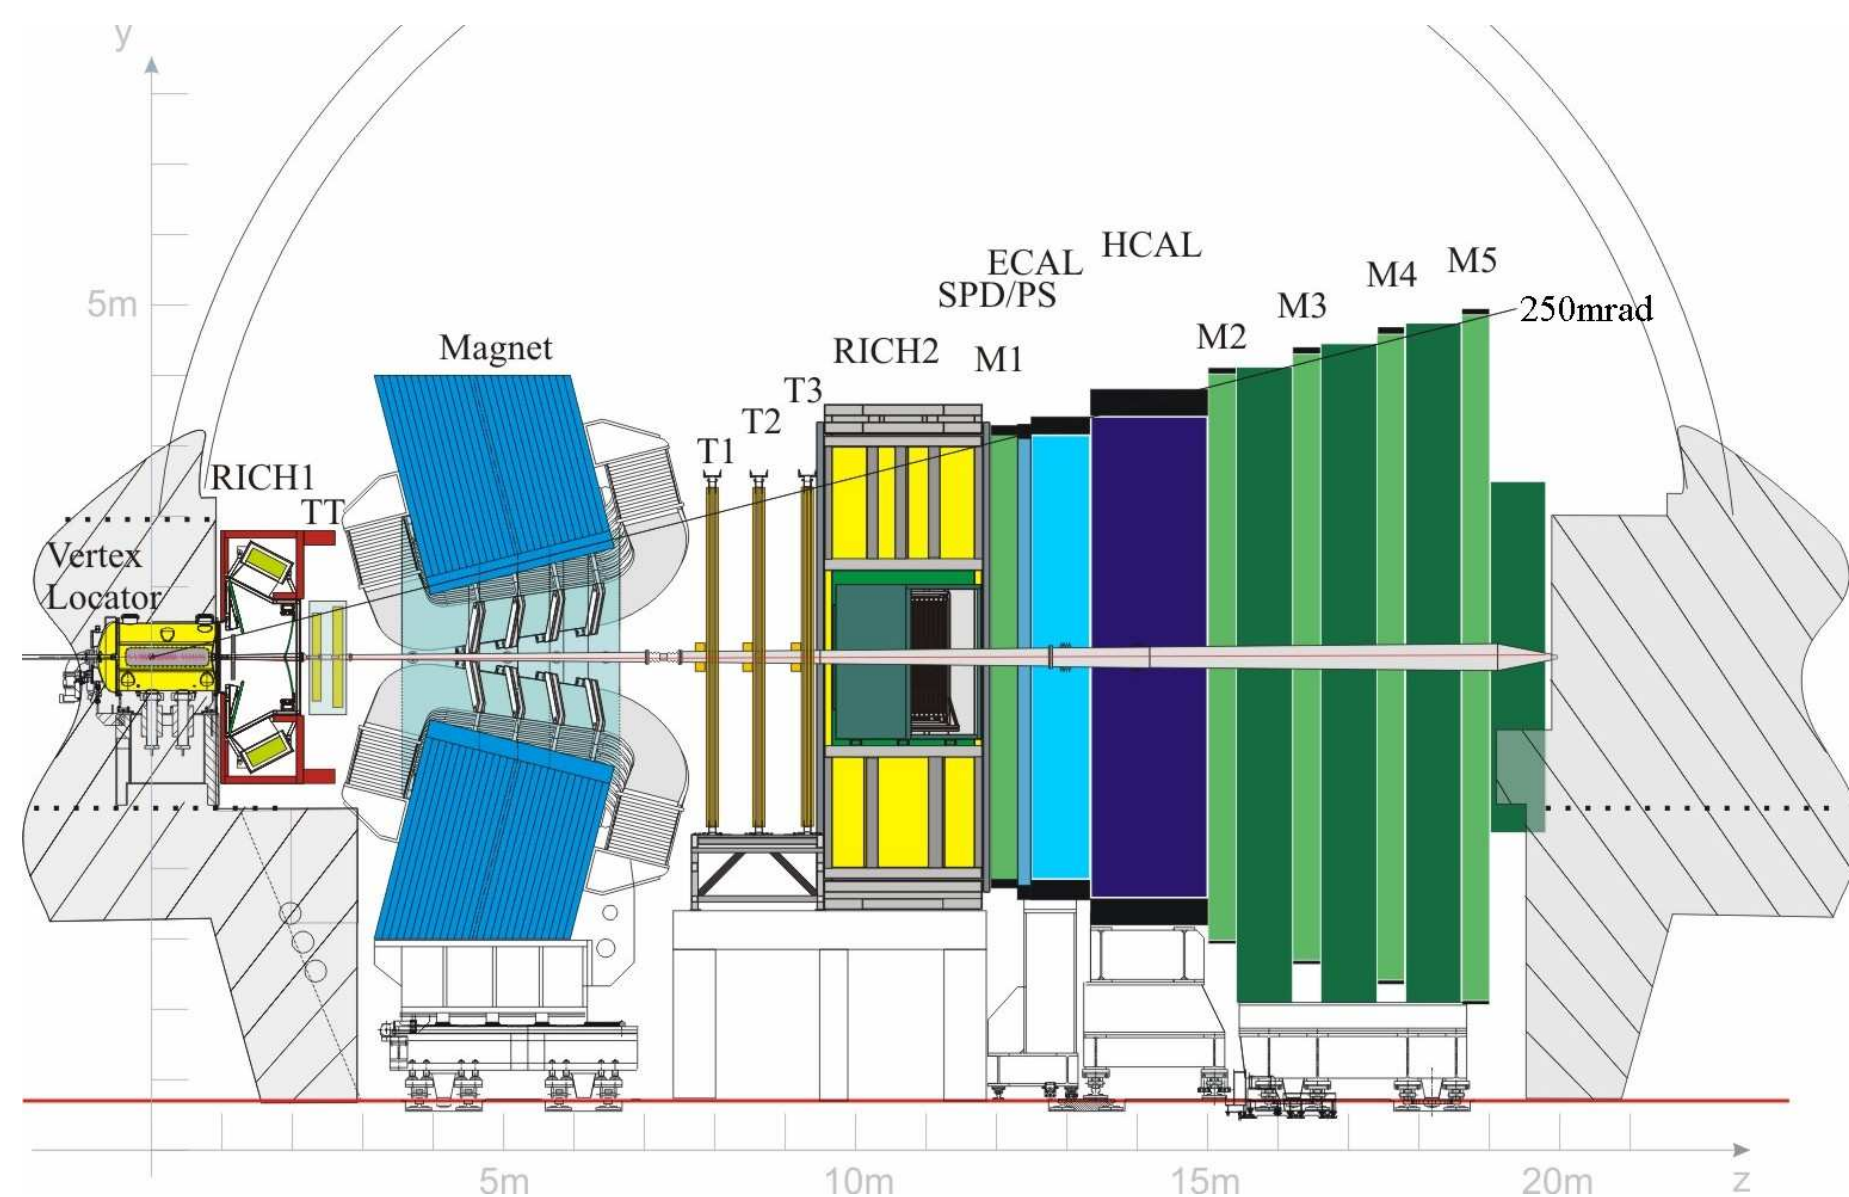 y
5m
HCAL
ECAL
SPD/PS
M5
M4
M3
250mrad
M2
M1
RICH2
Magnet
T3
T2
T1
RICH1
TT
Vertex
Locator
5m
10m
15m
20m
z